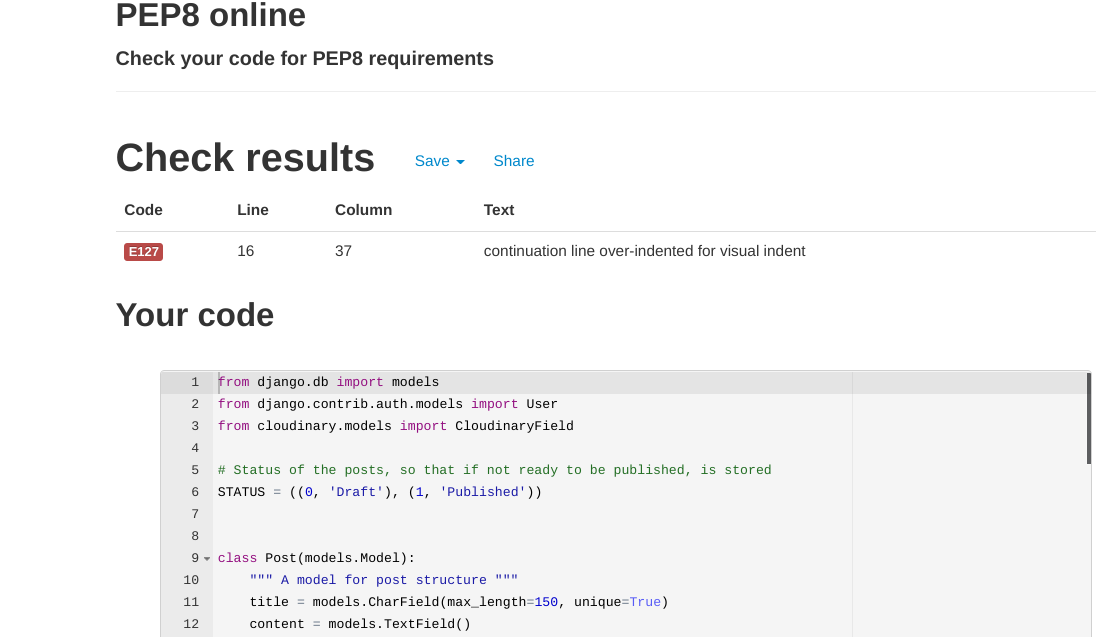 PEP8 online
Check your code for PEP8 requirements
Check results Save Share
Code Line Column Text
E127 16 37 continuation line over-indented for visual indent
Your code
1 from django.db import models
2 from django.contrib.auth.models import User
3 from cloudinary.models import CloudinaryField
4
5 # Status of the posts, so that if not ready to be published, is stored
6 STATUS = ((0, 'Draft'), (1, 'Published'))
7
8
9 class Post(models.Model):
10     """ A model for post structure """
11     title = models.CharField(max_length=150, unique=True)
12     content = models.TextField()